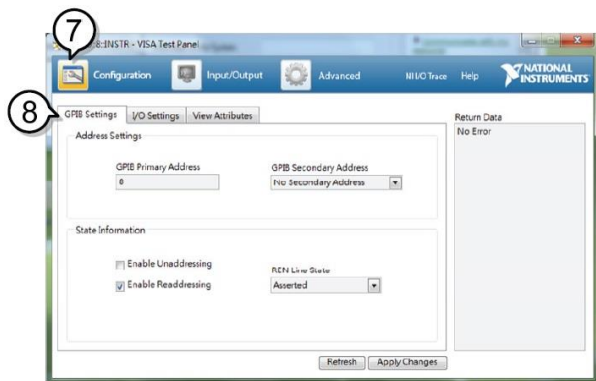 7
8::INSTR - VISA Test Panel
Configuration
Input/Output
Advanced
NI I/O Trace
Help
NATIONAL INSTRUMENTS
8
GPIB Settings
I/O Settings
View Attributes
Return Data
No Error
Address Settings
GPIB Primary Address
GPIB Secondary Address
No Secondary Address
State Information
Enable Unaddressing
Enable Readdressing
REN Line State
Asserted
Refresh
Apply Changes